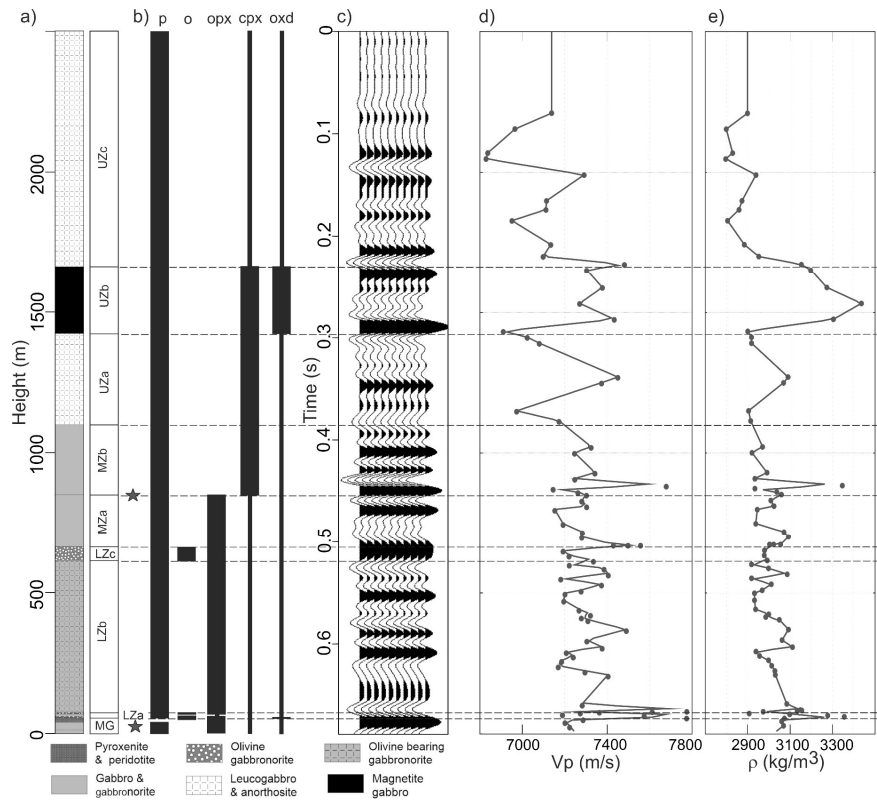 a)
b)
p
o
opx
cpx
oxd
c)
d)
e)
Height (m)
2000
1500
1000
500
0
UZc
UZb
UZa
MZb
MZa
LZc
LZb
LZa
MG
Time (s)
0
0.1
0.2
0.3
0.4
0.5
0.6
7000
7400
7800
Vp (m/s)
2900
3100
3300
ρ (kg/m3)
Pyroxenite
& peridotite
Olivine
gabbronorite
Olivine bearing
gabbronorite
Gabbro &
gabbronorite
Leucogabbro
& anorthosite
Magnetite
gabbro